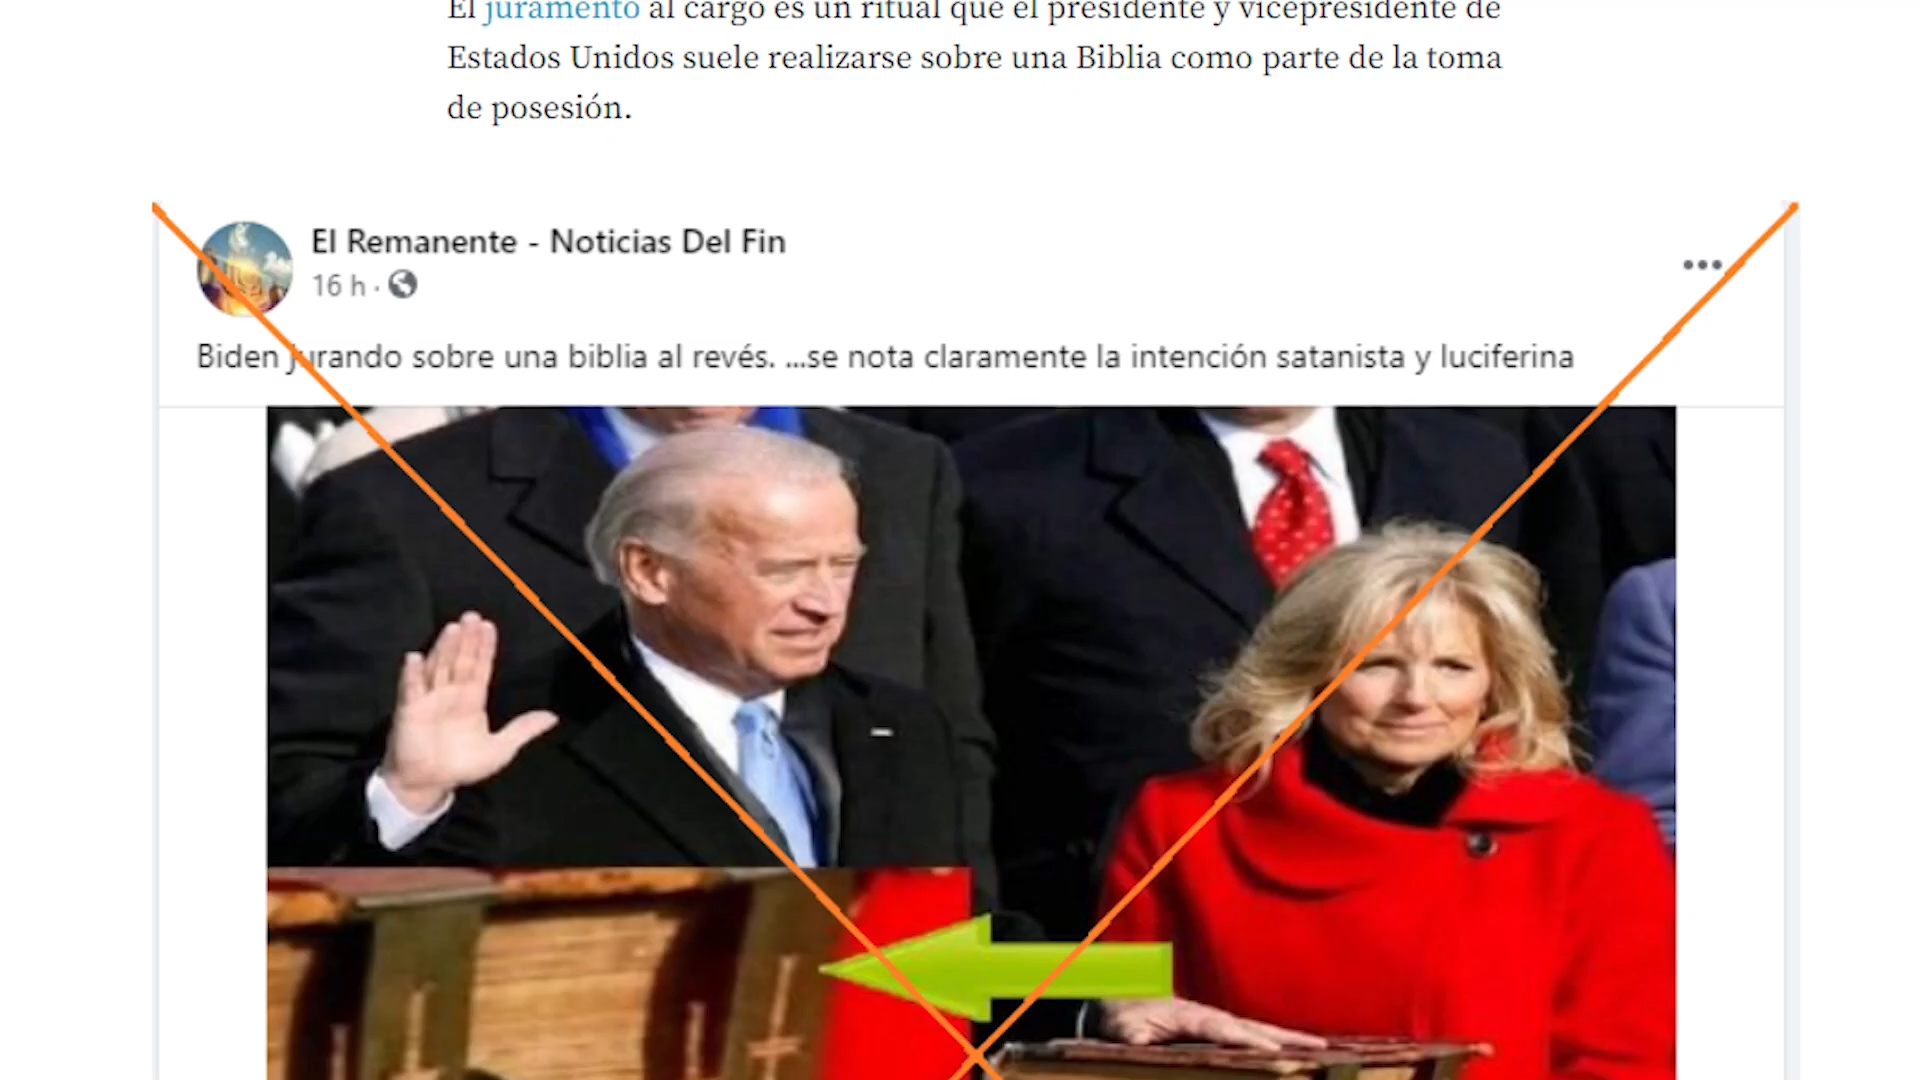 El juramento al cargo es un ritual que el presidente y vicepresidente de
Estados Unidos suele realizarse sobre una Biblia como parte de la toma
de posesión.
El Remanente - Noticias Del Fin
16 h ·
Biden jurando sobre una biblia al revés. ...se nota claramente la intención satanista y luciferina